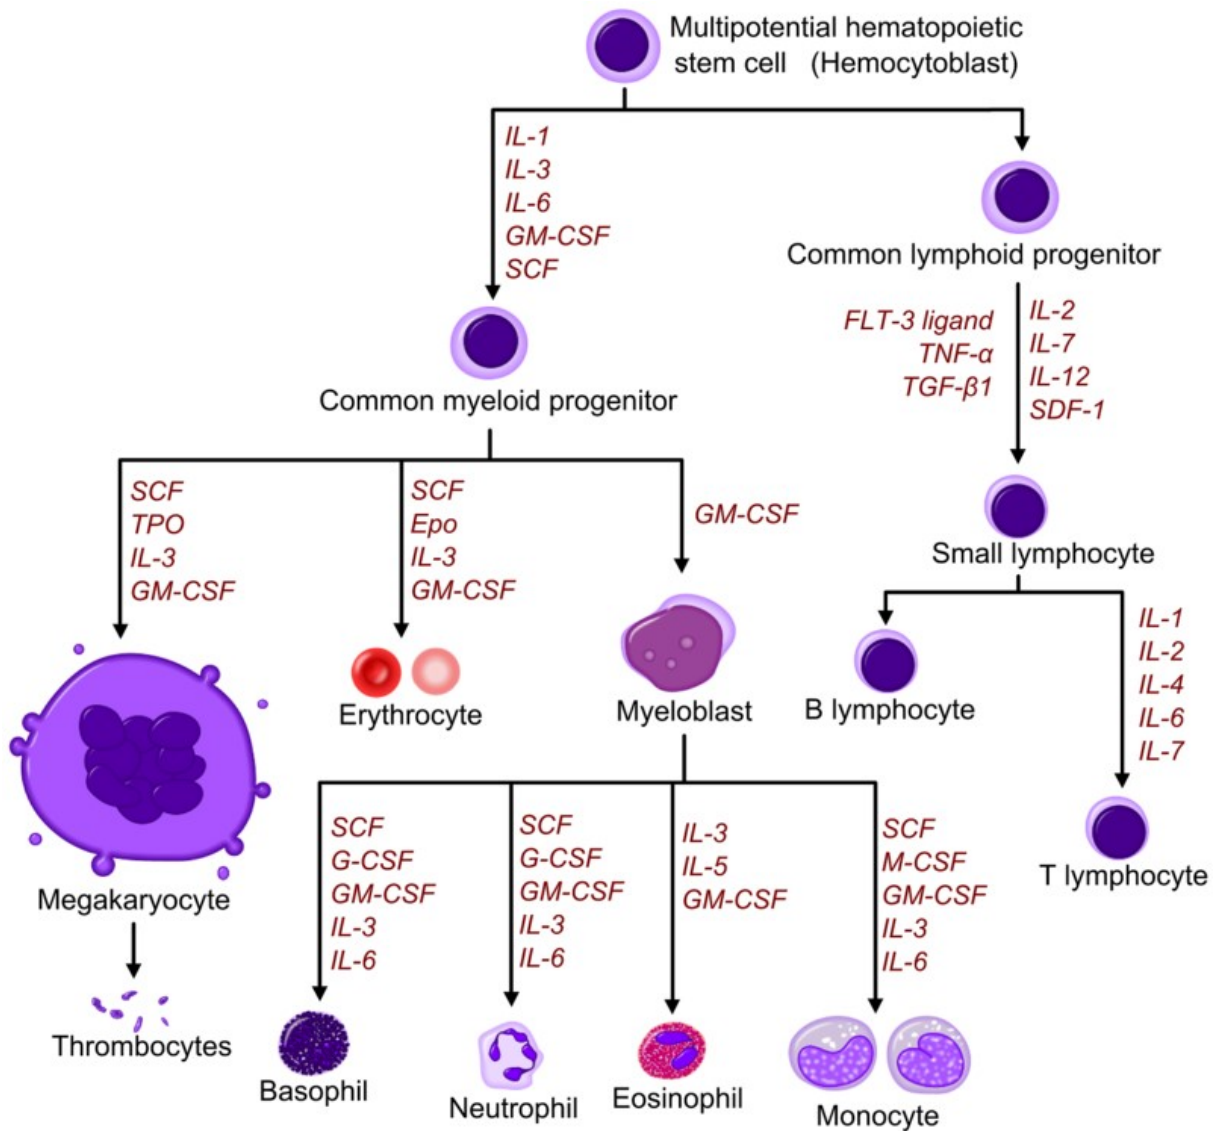 Multipotential hematopoietic
stem cell (Hemocytoblast)
IL-1
IL-3
IL-6
GM-CSF
SCF
Common lymphoid progenitor
FLT-3 ligand
TNF-α
TGF-β1
IL-2
IL-7
IL-12
SDF-1
Common myeloid progenitor
SCF
TPO
IL-3
GM-CSF
SCF
Epo
IL-3
GM-CSF
GM-CSF
Small lymphocyte
Megakaryocyte
Erythrocyte
Myeloblast
B lymphocyte
IL-1
IL-2
IL-4
IL-6
IL-7
T lymphocyte
Thrombocytes
SCF
G-CSF
GM-CSF
IL-3
IL-6
SCF
G-CSF
GM-CSF
IL-3
IL-6
IL-3
IL-5
GM-CSF
SCF
M-CSF
GM-CSF
IL-3
IL-6
Basophil
Neutrophil
Eosinophil
Monocyte